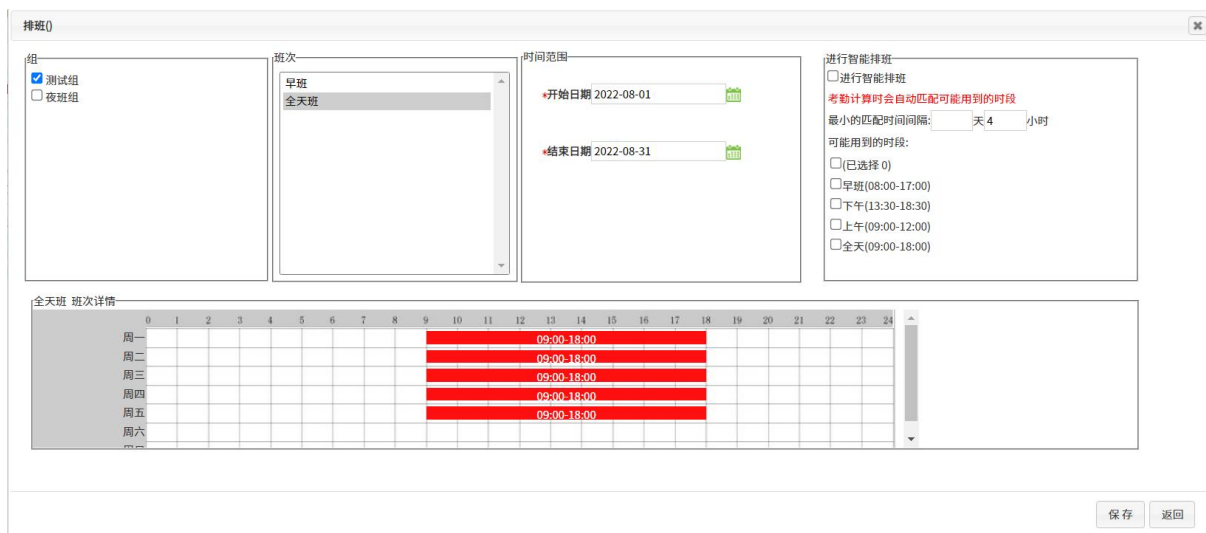 排班()
组
测试组
夜班组
班次
早班
全天班
时间范围
*开始日期 2022-08-01
*结束日期 2022-08-31
进行智能排班
进行智能排班
考勤计算时会自动匹配可能用到的时段
最小的匹配时间间隔: 天 4 小时
可能用到的时段:
(已选择 0)
早班(08:00-17:00)
下午(13:30-18:30)
上午(09:00-12:00)
全天(09:00-18:00)
全天班 班次详情
0 1 2 3 4 5 6 7 8 9 10 11 12 13 14 15 16 17 18 19 20 21 22 23 24
周一 09:00-18:00
周二 09:00-18:00
周三 09:00-18:00
周四 09:00-18:00
周五 09:00-18:00
周六
保存 返回